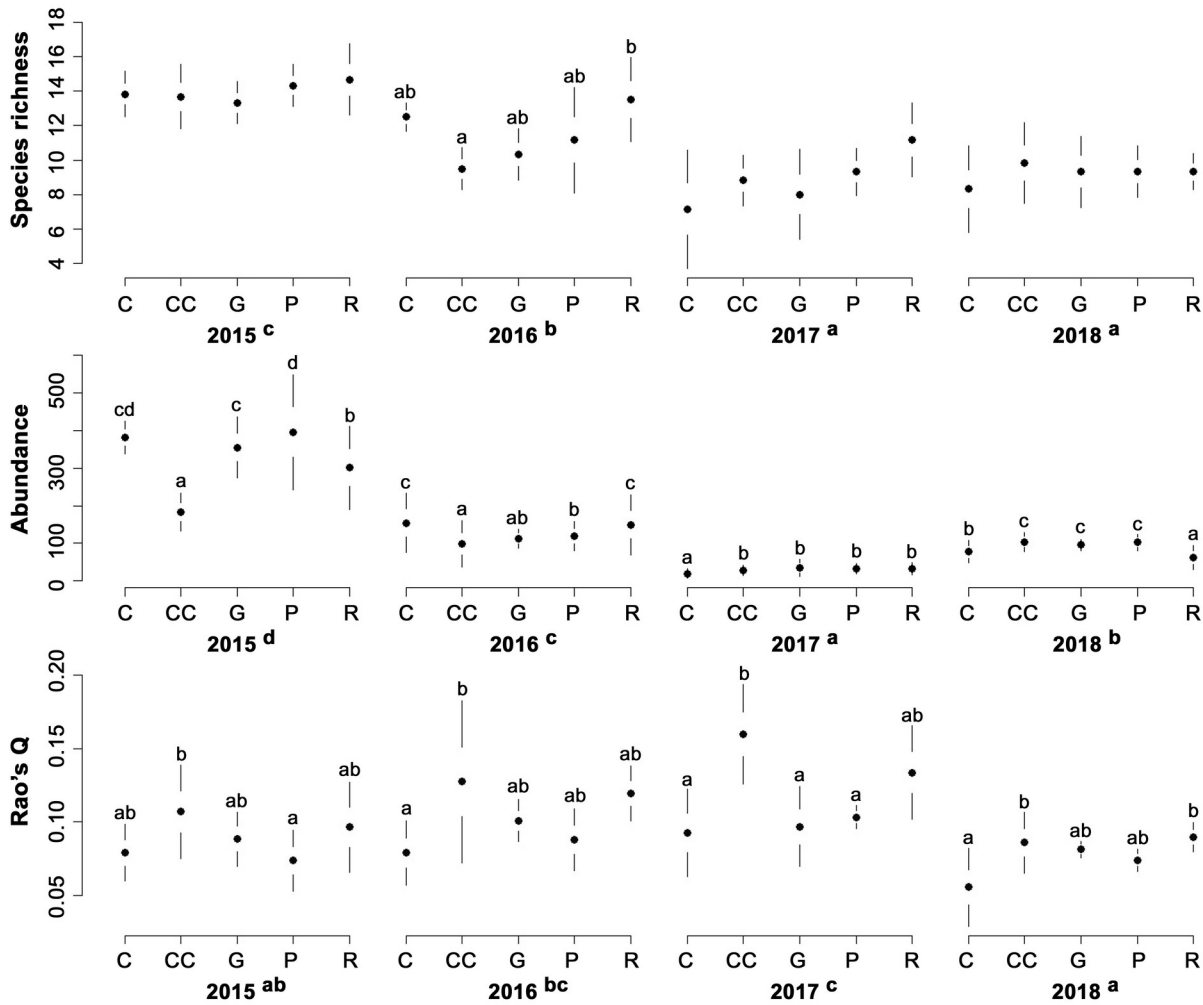 Species richness
18
16
14
12
10
8
6
4
ab
a
ab
ab
b
C CC G P R C CC G P R C CC G P R C CC G P R
2015 c 2016 b 2017 a 2018 a
Abundance
500
300
100
0
cd
a
c
d
b
c
a
ab
b
c
a
b
b
b
b
b
c
c
c
a
C CC G P R C CC G P R C CC G P R C CC G P R
2015 d 2016 c 2017 a 2018 b
Rao’s Q
0.20
0.15
0.10
0.05
ab
b
ab
a
ab
a
b
ab
ab
ab
a
b
a
a
ab
a
b
ab
ab
b
C CC G P R C CC G P R C CC G P R C CC G P R
2015 ab 2016 bc 2017 c 2018 a